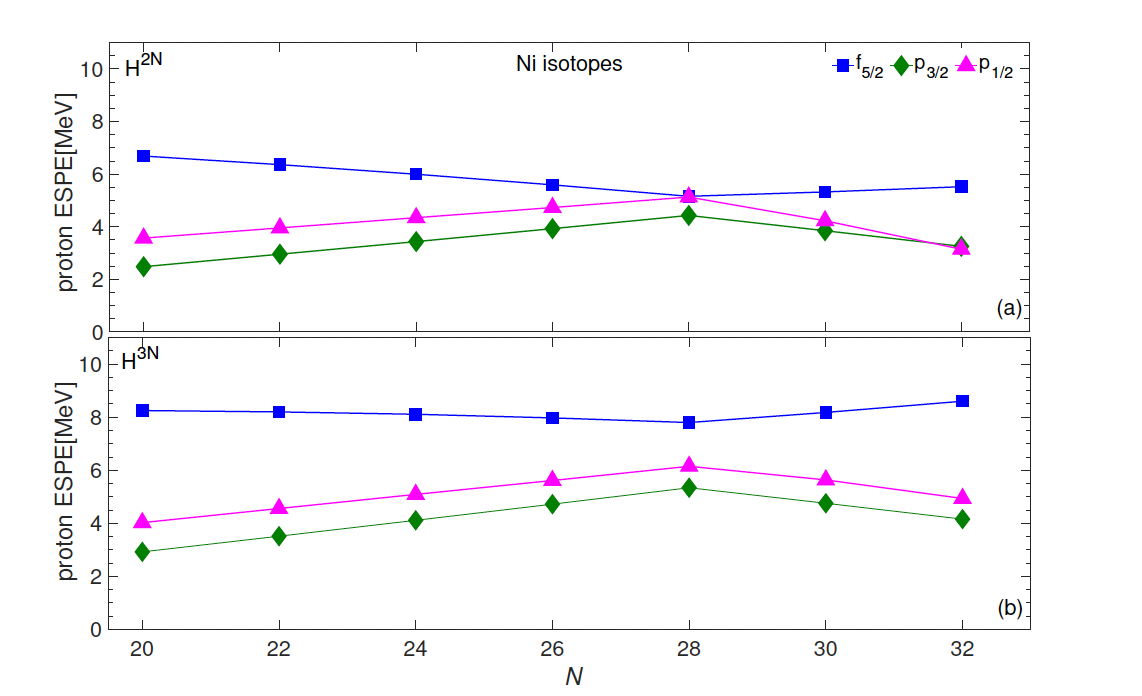 H2N
Ni isotopes
f5/2 p3/2 p1/2
10
8
6
4
2
0
proton ESPE[MeV]
(a)
H3N
10
8
6
4
2
0
proton ESPE[MeV]
(b)
20 22 24 26 28 30 32
N